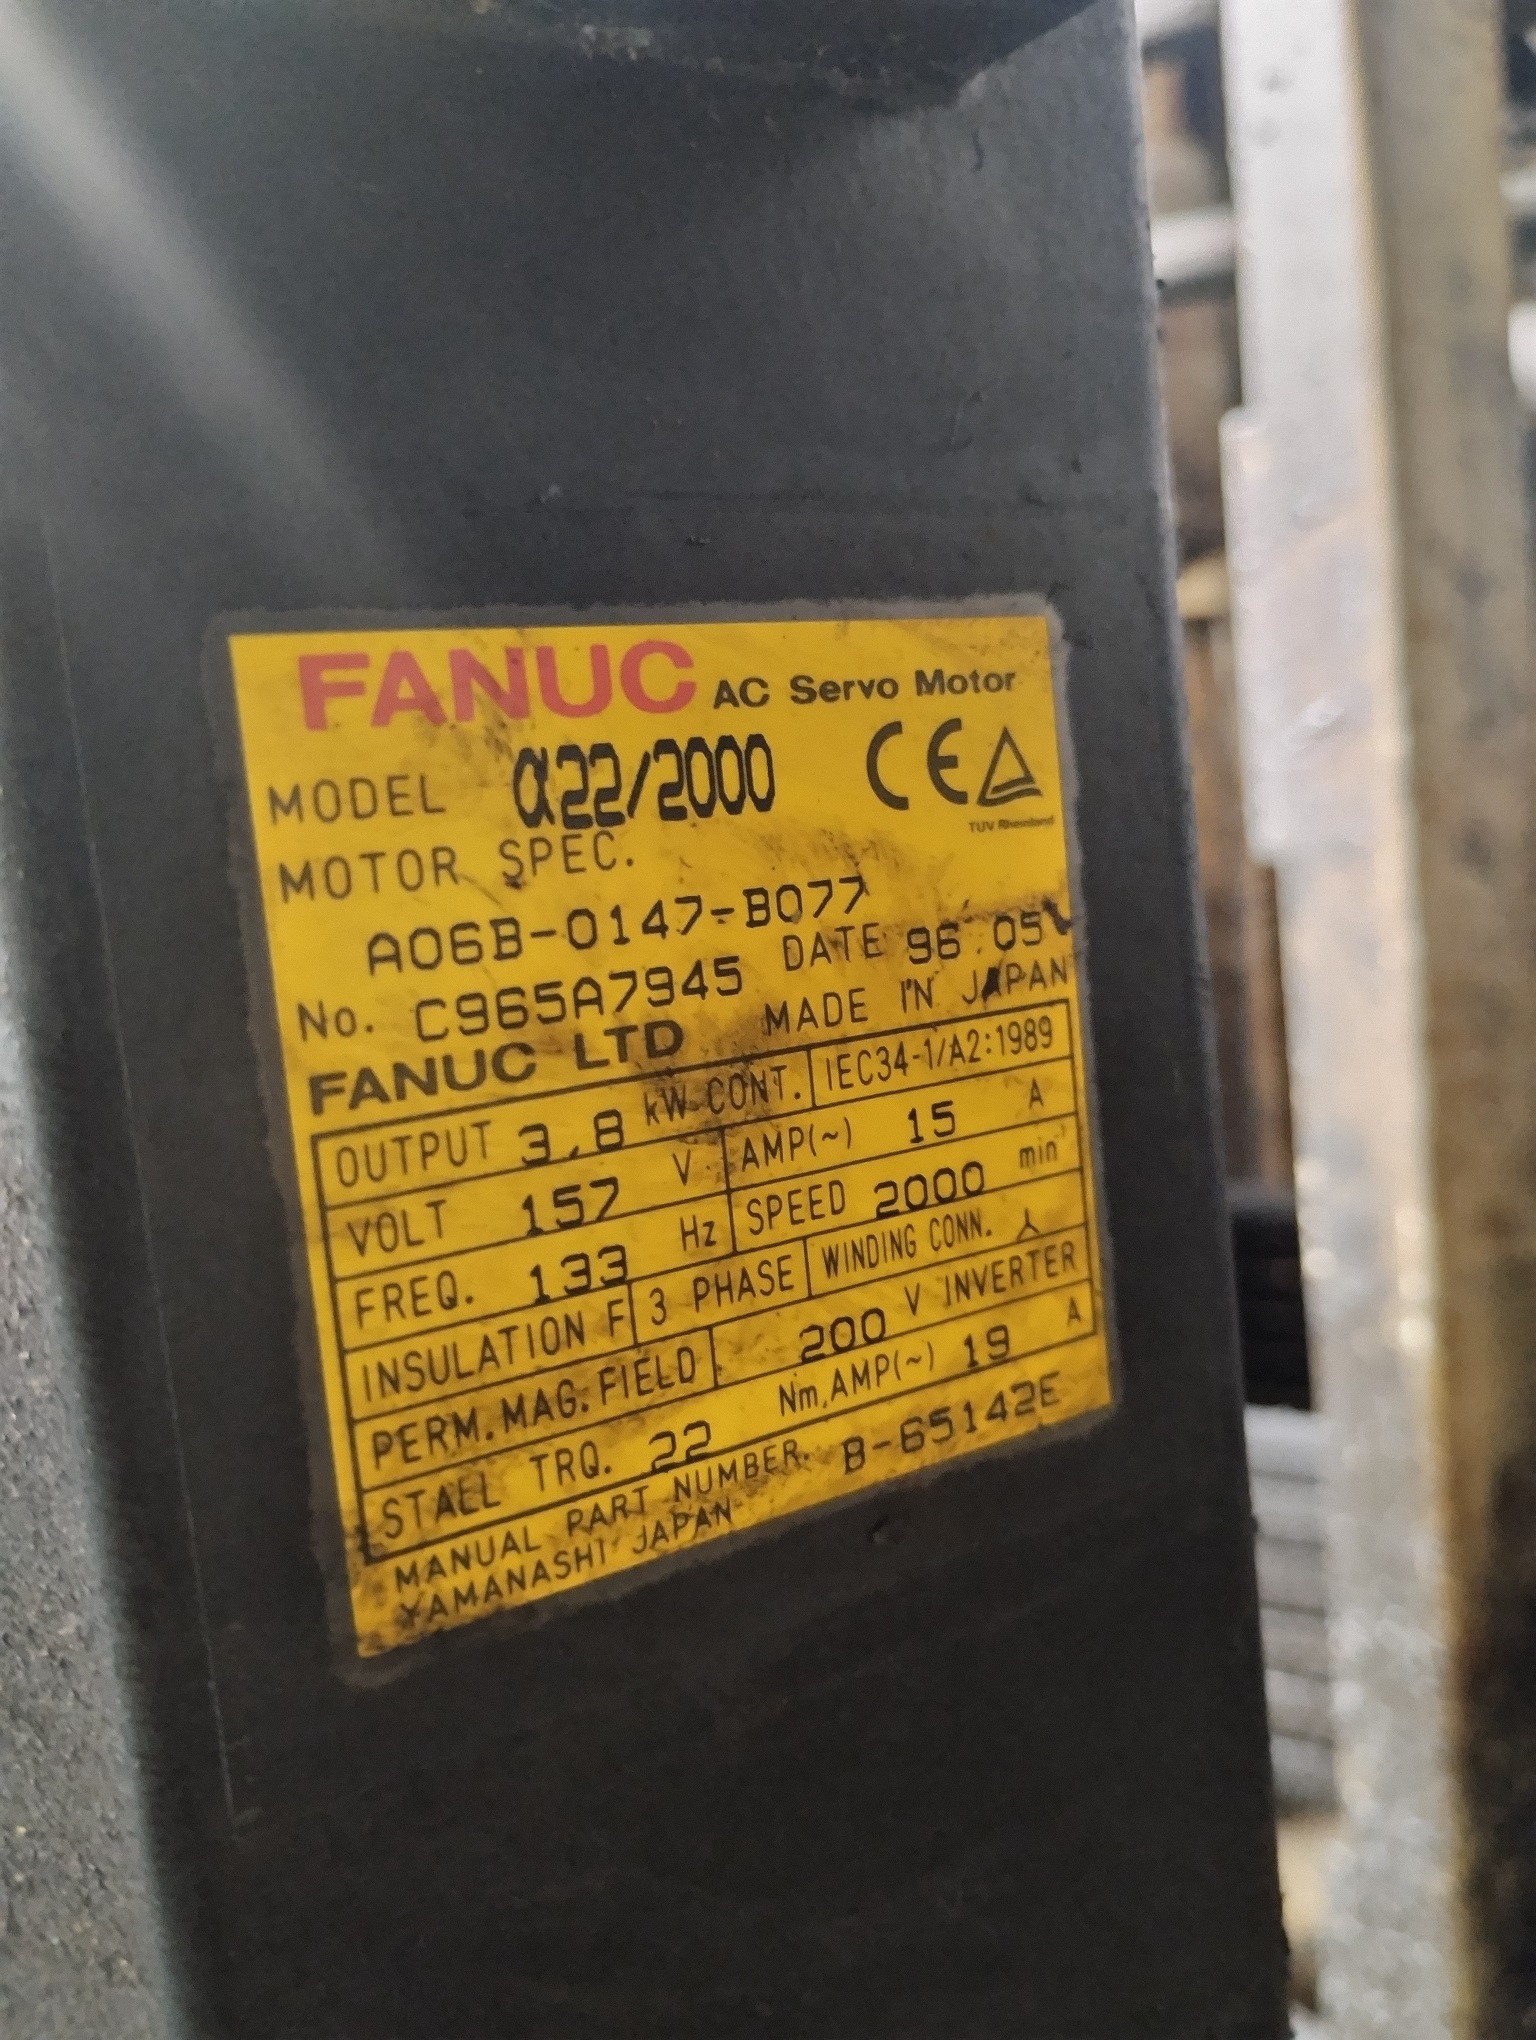 FANUC AC Servo Motor
MODEL α22/2000 CE
TUV Rheinland
MOTOR SPEC.
A06B-0147-B077
No. C965A7945 DATE 96.05
FANUC LTD MADE IN JAPAN
OUTPUT 3.8 kW CONT. IEC34-1/A2:1989
VOLT 157 V AMP(~) 15 A
FREQ. 133 Hz SPEED 2000 min⁻¹
INSULATION F 3 PHASE WINDING CONN. Y
PERM.MAG.FIELD 200 V INVERTER
STALL TRQ. 22 Nm,AMP(~) 19 A
MANUAL PART NUMBER. B-65142E
YAMANASHI JAPAN